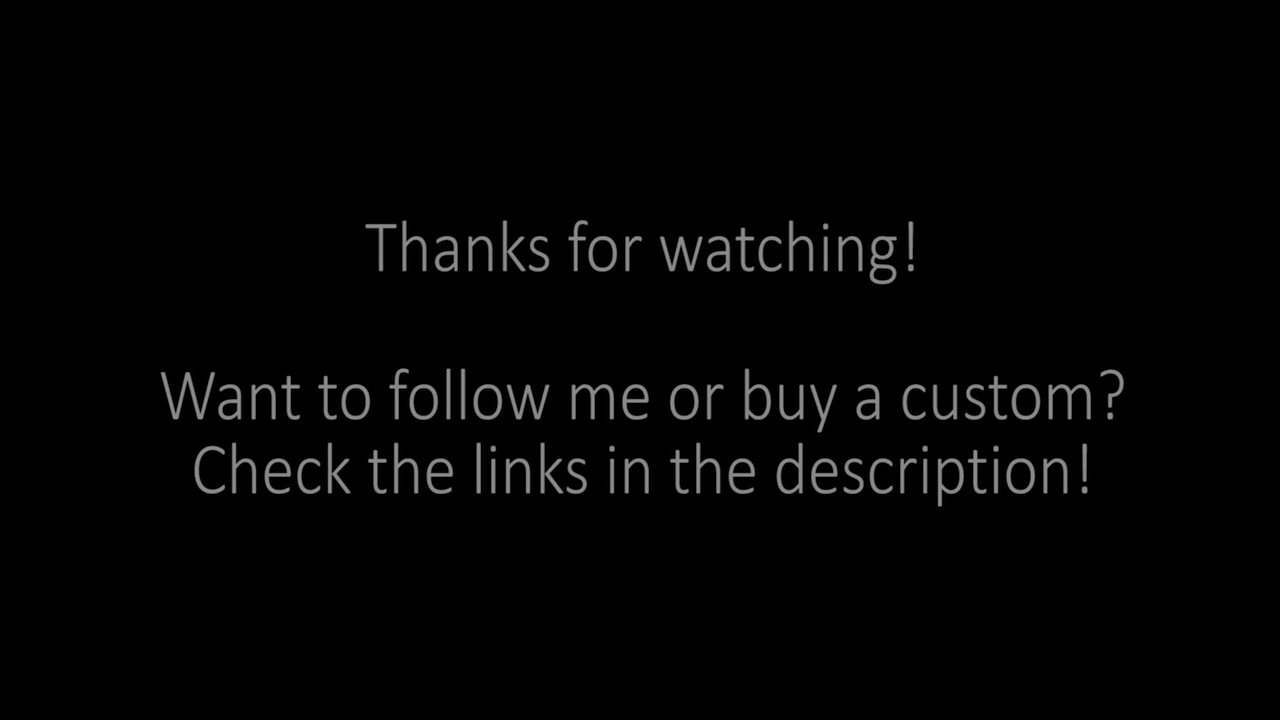 Thanks for watching!
Want to follow me or buy a custom?
Check the links in the description!